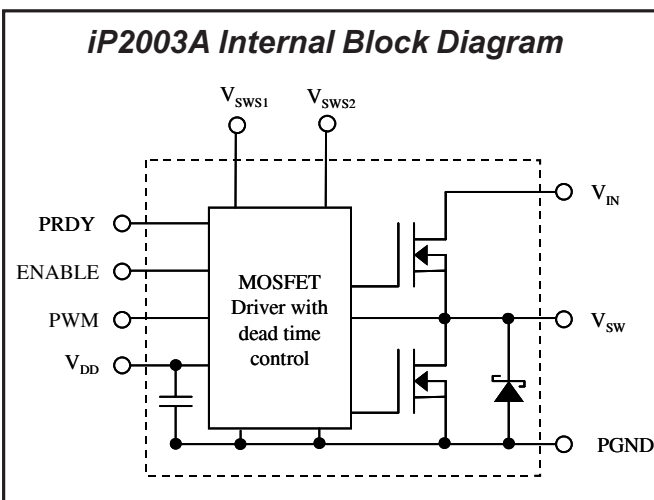 iP2003A Internal Block Diagram
VSWS1
VSWS2
PRDY
ENABLE
PWM
VDD
MOSFET
Driver with
dead time
control
VIN
VSW
PGND